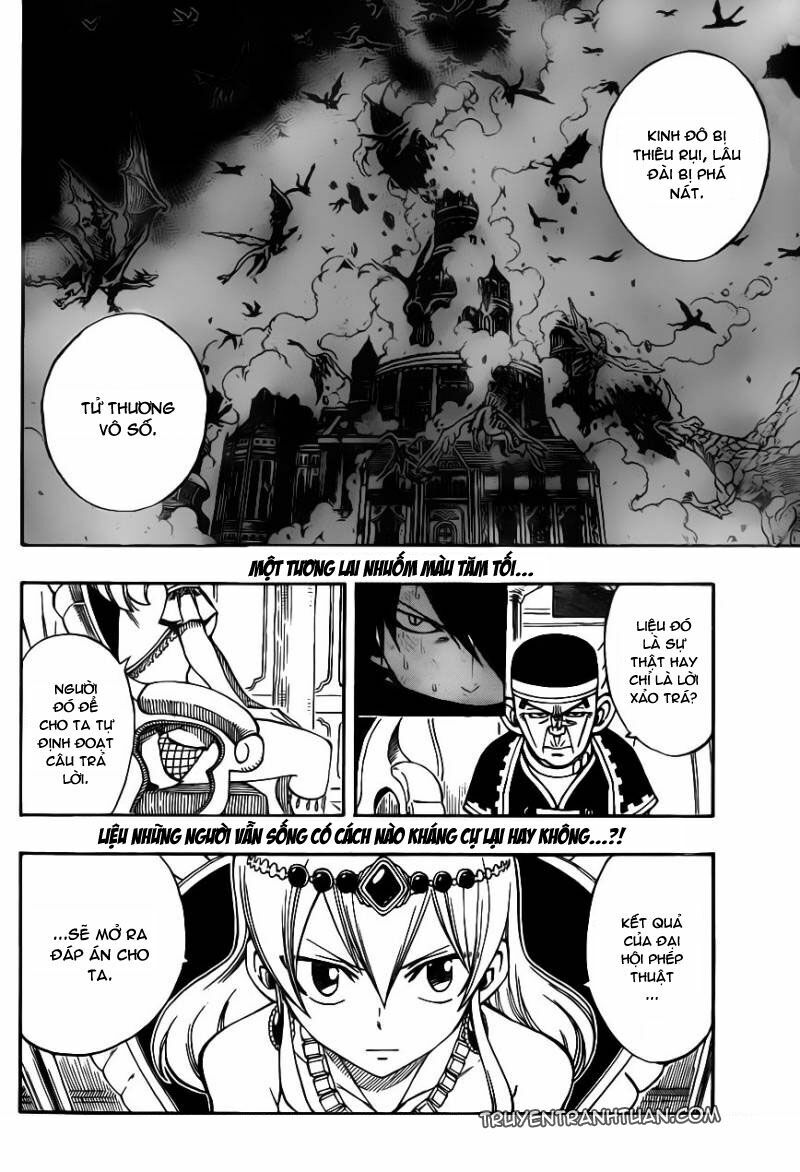 KINH ĐÔ BỊ
THIÊU RỤI, LÂU
ĐÀI BỊ PHÁ
NÁT.
TỬ THƯƠNG
VÔ SỐ.
MỘT TƯƠNG LAI NHUỐM MÀU TĂM TỐI...
LIỆU ĐÓ
LÀ SỰ
THẬT HAY
CHỈ LÀ LỜI
XẢO TRÁ?
NGƯỜI
ĐÓ ĐỂ
CHO TA TỰ
ĐỊNH ĐOẠT
CÂU TRẢ
LỜI.
LIỆU NHỮNG NGƯỜI VẪN SỐNG CÓ CÁCH NÀO KHÁNG CỰ LẠI HAY KHÔNG...?!
KẾT QUẢ
CỦA ĐẠI
HỘI PHÉP
THUẬT
...
...SẼ MỞ RA
ĐÁP ÁN CHO
TA.
TRUYENTRANHTUAN.COM